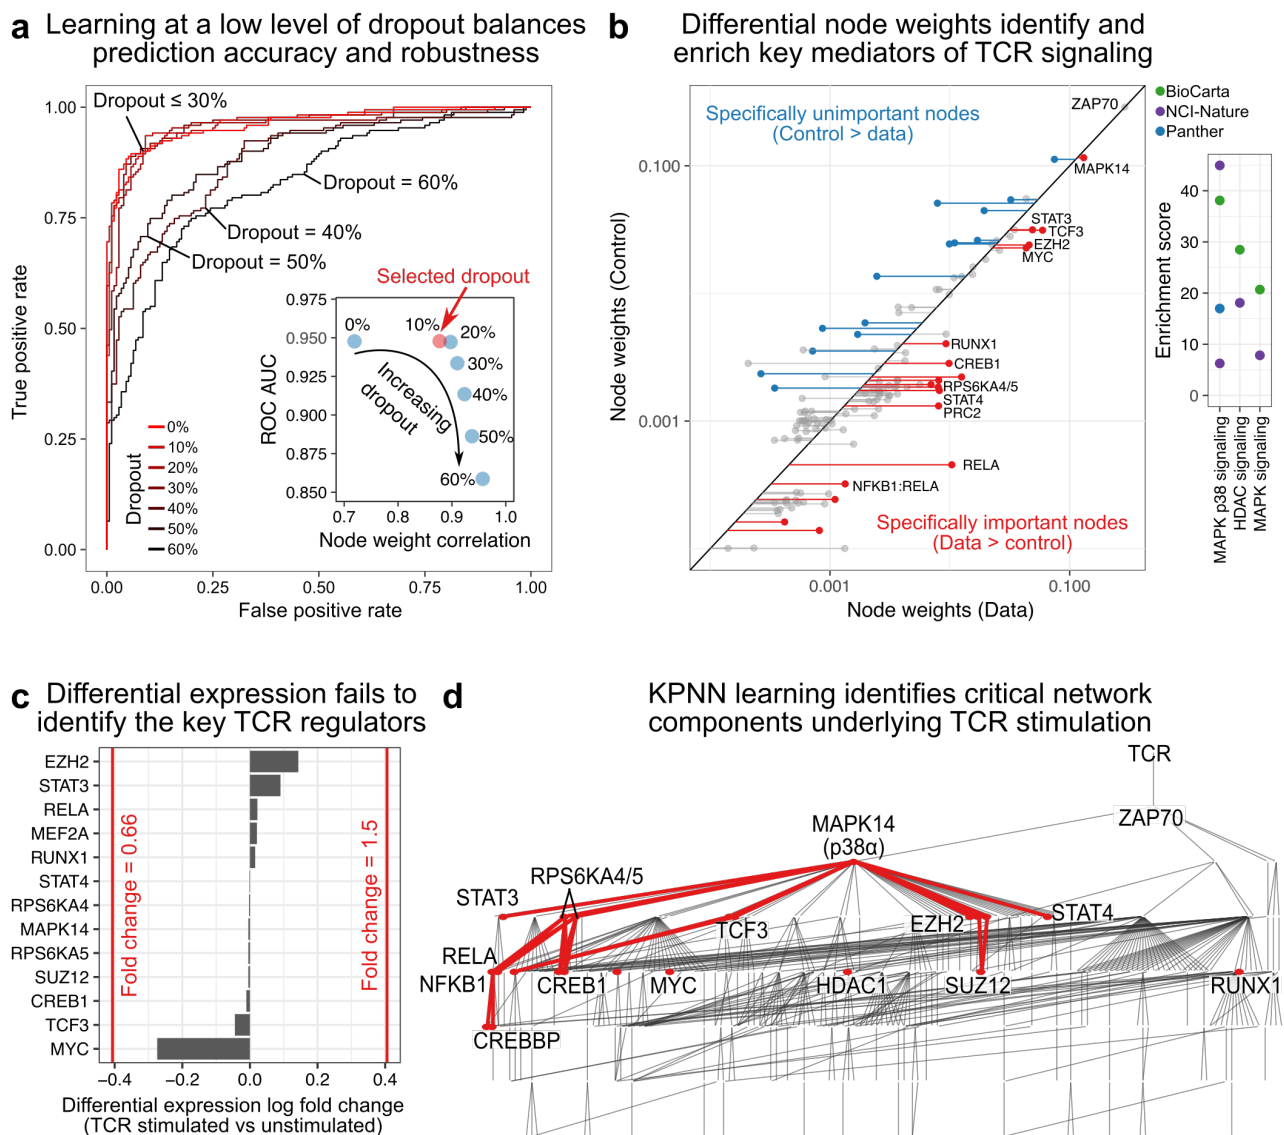 a Learning at a low level of dropout balances
prediction accuracy and robustness
True positive rate
1.00
0.75
0.50
0.25
0.00
0.00 0.25 0.50 0.75 1.00
False positive rate
Dropout ≤ 30%
Dropout = 60%
Dropout = 40%
Dropout = 50%
Selected dropout
Dropout
0%
10%
20%
30%
40%
50%
60%
ROC AUC
0.975
0.950
0.925
0.900
0.875
0.850
0% 10% 20%
30%
40%
50%
60%
Increasing
dropout
0.7 0.8 0.9 1.0
Node weight correlation
b Differential node weights identify and
enrich key mediators of TCR signaling
Node weights (Control)
0.100
0.001
Specifically unimportant nodes
(Control > data)
ZAP70
MAPK14
STAT3
TCF3
EZH2
MYC
RUNX1
CREB1
RPS6KA4/5
STAT4
PRC2
RELA
NFKB1:RELA
Specifically important nodes
(Data > control)
0.001 0.100
Node weights (Data)
BioCarta
NCI-Nature
Panther
Enrichment score
40
30
20
10
0
MAPK p38 signaling
HDAC signaling
MAPK signaling
c Differential expression fails to
identify the key TCR regulators
EZH2
STAT3
RELA
MEF2A
RUNX1
STAT4
RPS6KA4
MAPK14
RPS6KA5
SUZ12
CREB1
TCF3
MYC
Fold change = 0.66
Fold change = 1.5
−0.4 −0.2 0.0 0.2 0.4
Differential expression log fold change
(TCR stimulated vs unstimulated)
d KPNN learning identifies critical network
components underlying TCR stimulation
TCR
ZAP70
MAPK14
(p38α)
RPS6KA4/5
STAT3
TCF3
EZH2
STAT4
RELA
NFKB1
CREB1
MYC
HDAC1
SUZ12
RUNX1
CREBBP